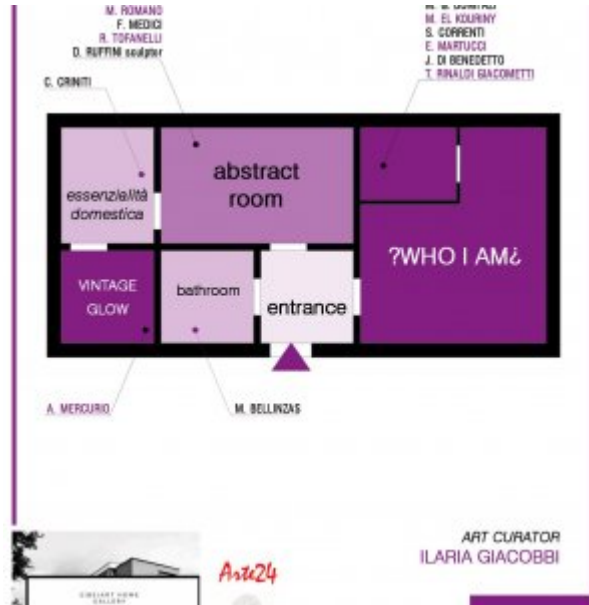 M. ROMANO
F. MEDICI
R. TOFANELLI
D. RUFFINI sculptor
C. CRINITI
M. EL KOURINY
S. CORRENTI
E. MARTUCCI
J. DI BENEDETTO
T. RINALDI GIACOMETTI
essenzialità
domestica
abstract
room
?WHO I AM¿
VINTAGE
GLOW
bathroom
entrance
A. MERCURIO
M. BELLINZAS
ART CURATOR
ILARIA GIACOBBI
Arte24
GALLERY